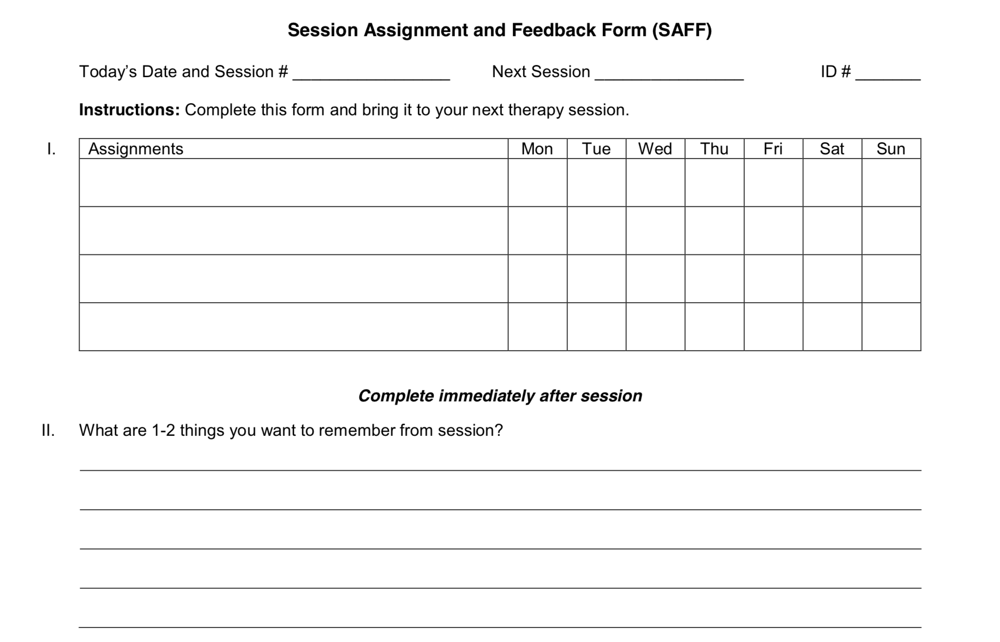 Session Assignment and Feedback Form (SAFF)
Today’s Date and Session # _________________ Next Session ________________ ID # _______
Instructions: Complete this form and bring it to your next therapy session.
I. Assignments Mon Tue Wed Thu Fri Sat Sun
Complete immediately after session
II. What are 1-2 things you want to remember from session?